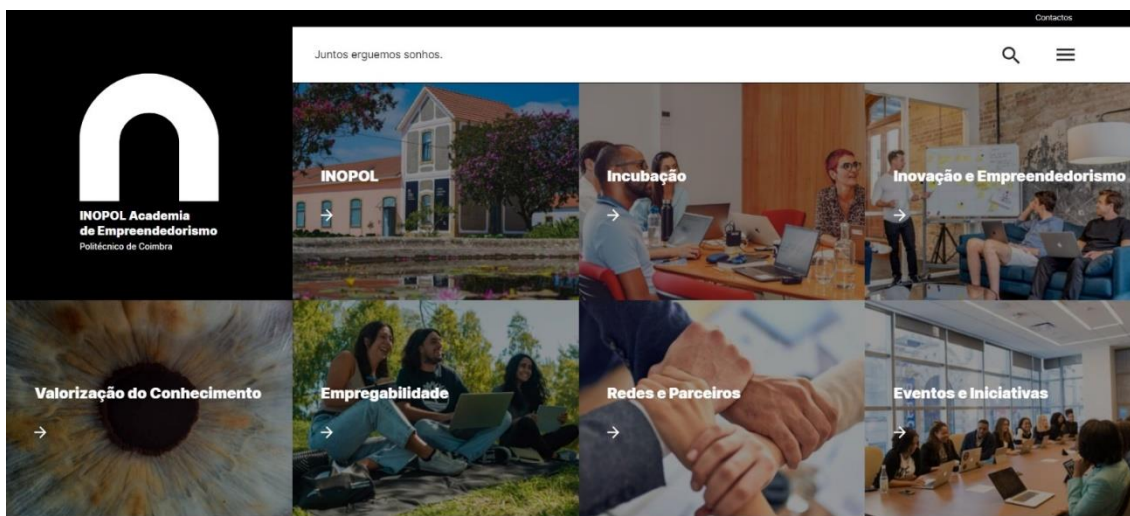 Contactos
Juntos erguemos sonhos.
INOPOL Academia
de Empreendedorismo
Politécnico de Coimbra
INOPOL
Incubação
Inovação e Empreendedorismo
Valorização do Conhecimento
Empregabilidade
Redes e Parceiros
Eventos e Iniciativas